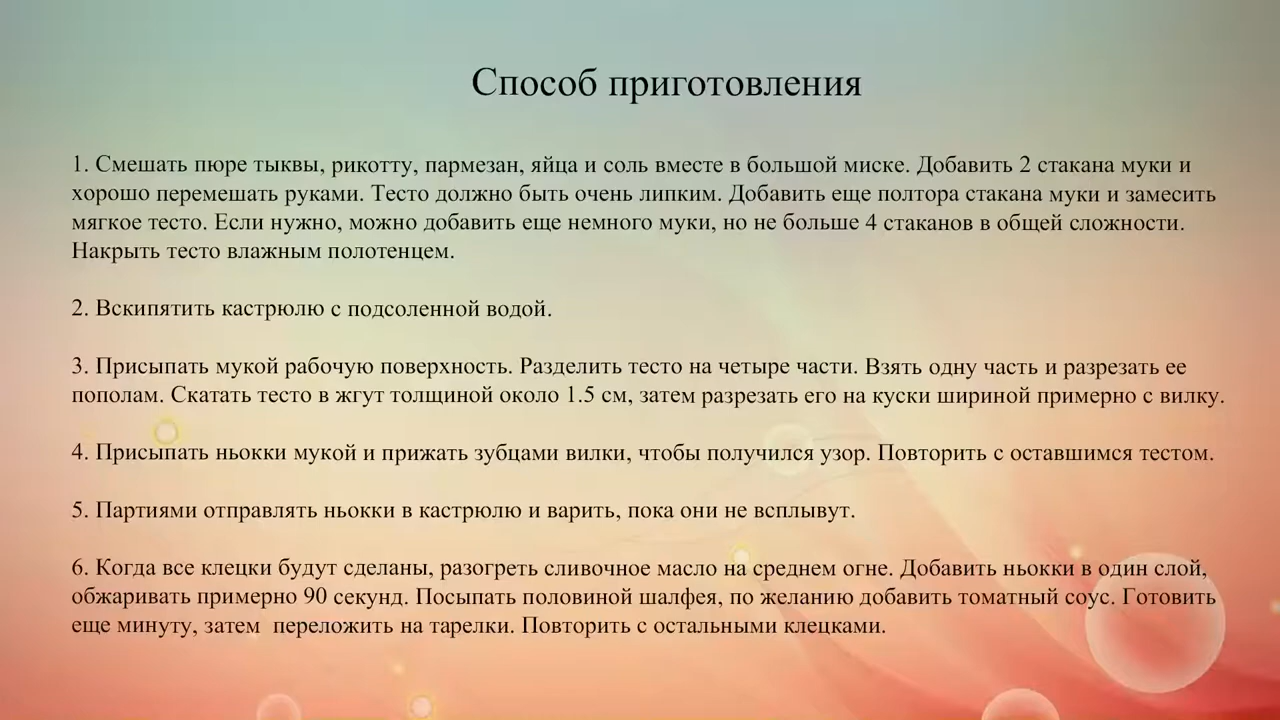 Способ приготовления
1. Смешать пюре тыквы, рикотту, пармезан, яйца и соль вместе в большой миске. Добавить 2 стакана муки и
хорошо перемешать руками. Тесто должно быть очень липким. Добавить еще полтора стакана муки и замесить
мягкое тесто. Если нужно, можно добавить еще немного муки, но не больше 4 стаканов в общей сложности.
Накрыть тесто влажным полотенцем.
2. Вскипятить кастрюлю с подсоленной водой.
3. Присыпать мукой рабочую поверхность. Разделить тесто на четыре части. Взять одну часть и разрезать ее
пополам. Скатать тесто в жгут толщиной около 1.5 см, затем разрезать его на куски шириной примерно с вилку.
4. Присыпать ньокки мукой и прижать зубцами вилки, чтобы получился узор. Повторить с оставшимся тестом.
5. Партиями отправлять ньокки в кастрюлю и варить, пока они не всплывут.
6. Когда все клецки будут сделаны, разогреть сливочное масло на среднем огне. Добавить ньокки в один слой,
обжаривать примерно 90 секунд. Посыпать половиной шалфея, по желанию добавить томатный соус. Готовить
еще минуту, затем  переложить на тарелки. Повторить с остальными клецками.